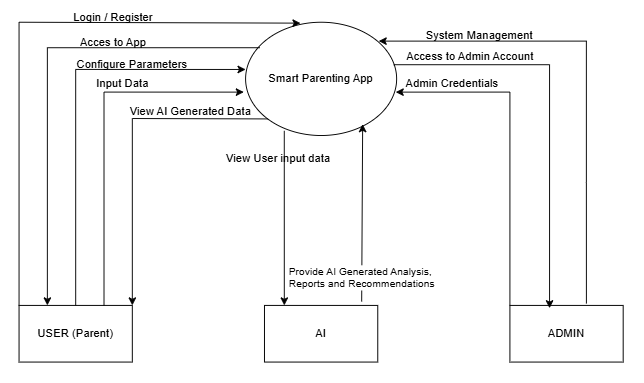 Login / Register
System Management
Acces to App
Access to Admin Account
Configure Parameters
Smart Parenting App
Input Data
Admin Credentials
View AI Generated Data
View User input data
Provide AI Generated Analysis,
Reports and Recommendations
USER (Parent)
AI
ADMIN